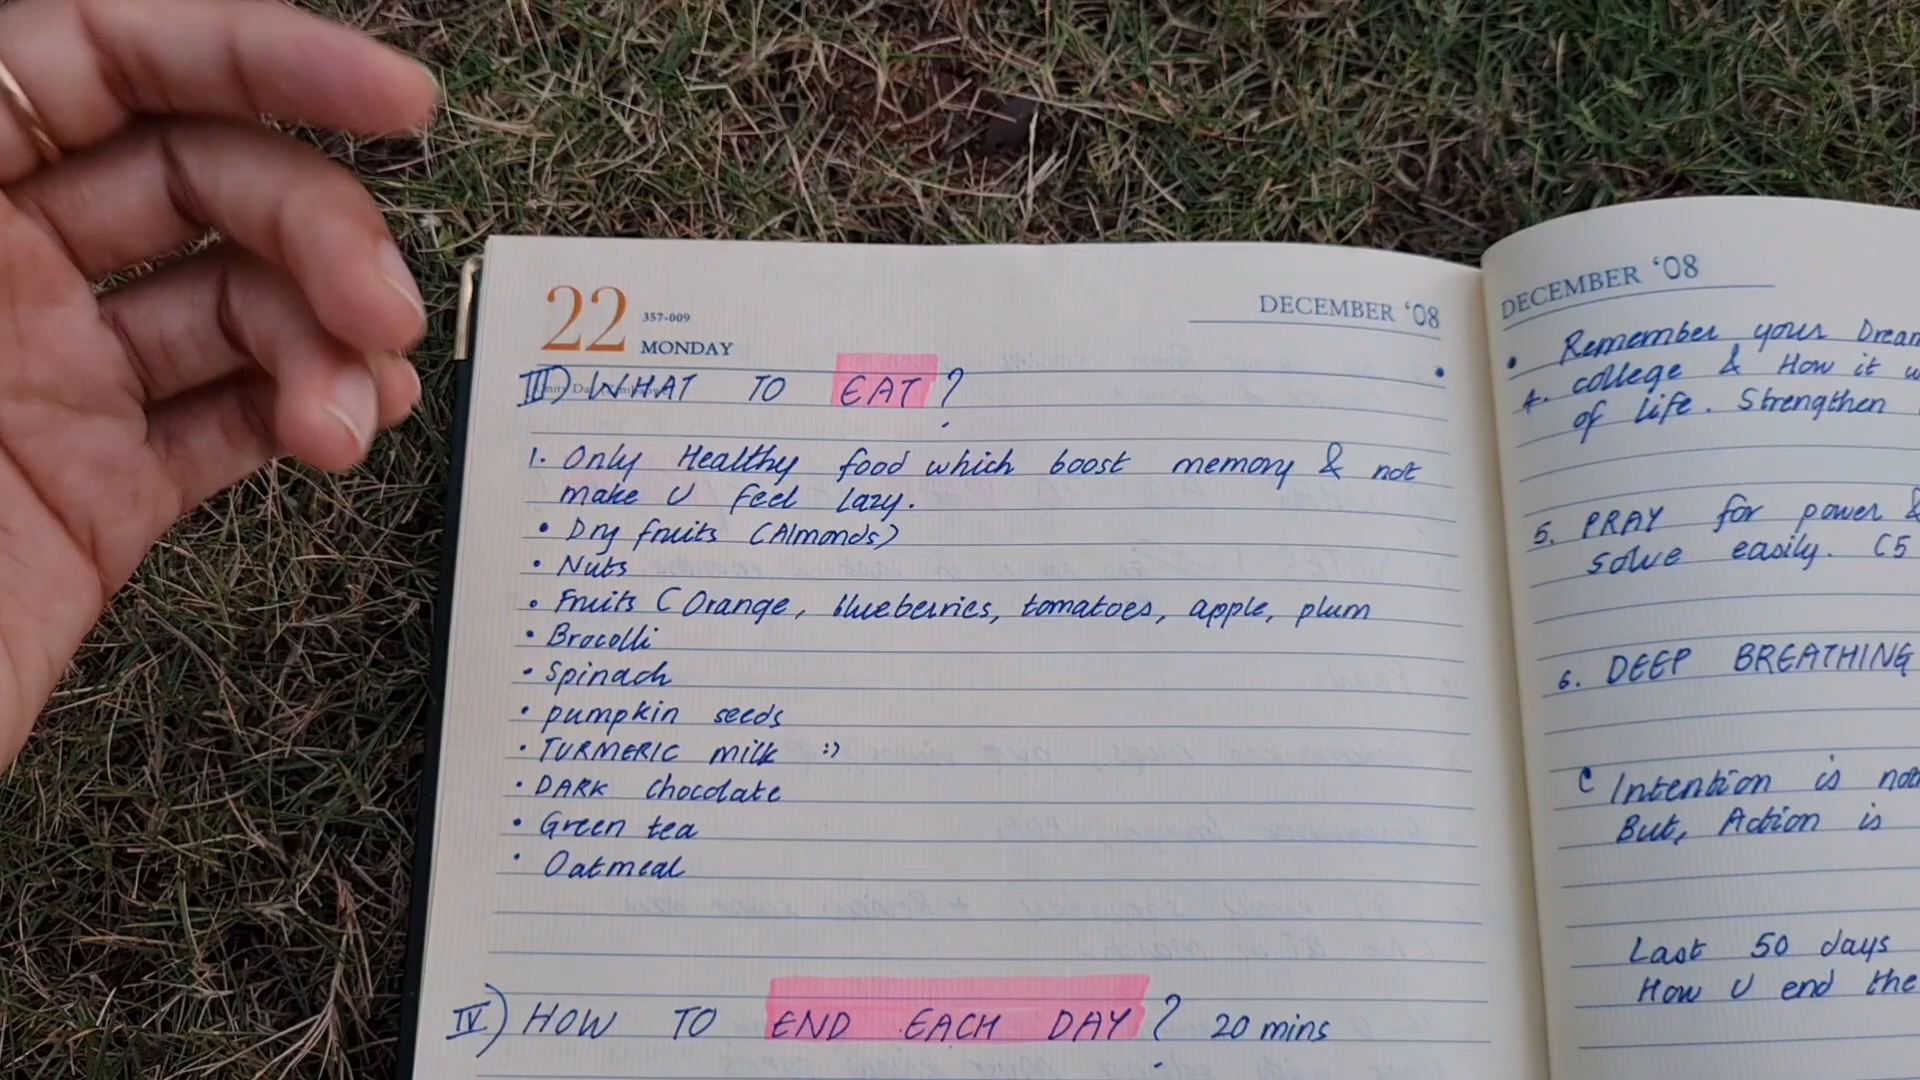 22
357-009
MONDAY
DECEMBER '08
III) WHAT TO EAT?
1. Only Healthy food which boost memory & not
make U feel lazy.
• Dry fruits (Almonds)
• Nuts
• Fruits (Orange, blueberries, tomatoes, apple, plum
• Brocolli
• Spinach
• pumpkin seeds
• TURMERIC milk :)
• DARK chocolate
• Green tea
• Oatmeal
IV) HOW TO END EACH DAY? 20 mins
DECEMBER '08
• Remember your Dream
4. college & How it
of life. Strengthen
5. PRAY for power &
solve easily. (5
6. DEEP BREATHING
Intention is not
But, Action is
Last 50 days
How U end the